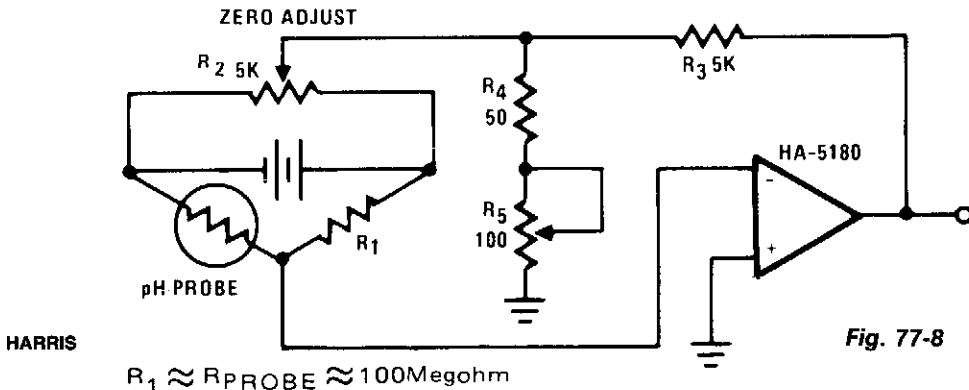 ZERO ADJUST
R2 5K
R3 5K
R4
50
HA-5180
-
+
R5
100
R1
pH PROBE
HARRIS
Fig. 77-8
R1 ≈ RPROBE ≈ 100Megohm